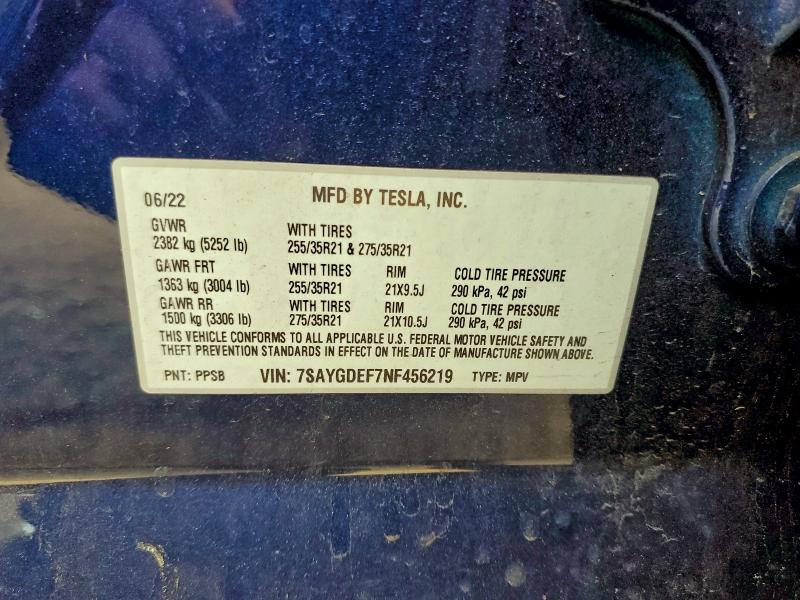 06/22 MFD BY TESLA, INC.
GVWR WITH TIRES
2382 kg (5252 lb) 255/35R21 & 275/35R21
GAWR FRT WITH TIRES RIM COLD TIRE PRESSURE
1363 kg (3004 lb) 255/35R21 21X9.5J 290 kPa, 42 psi
GAWR RR WITH TIRES RIM COLD TIRE PRESSURE
1500 kg (3306 lb) 275/35R21 21X10.5J 290 kPa, 42 psi
THIS VEHICLE CONFORMS TO ALL APPLICABLE U.S. FEDERAL MOTOR VEHICLE SAFETY AND
THEFT PREVENTION STANDARDS IN EFFECT ON THE DATE OF MANUFACTURE SHOWN ABOVE.
PNT: PPSB VIN: 7SAYGDEF7NF456219 TYPE: MPV